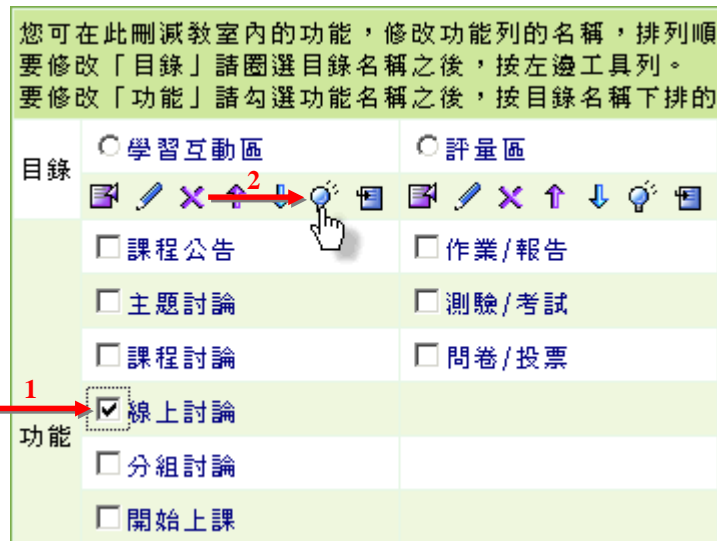 您可在此刪減教室內的功能，修改功能列的名稱，排列順
要修改「目錄」請圈選目錄名稱之後，按左邊工具列。
要修改「功能」請勾選功能名稱之後，按目錄名稱下排的
目錄 學習互動區 評量區
2
課程公告 作業/報告
主題討論 測驗/考試
課程討論 問卷/投票
1
線上討論
功能
分組討論
開始上課